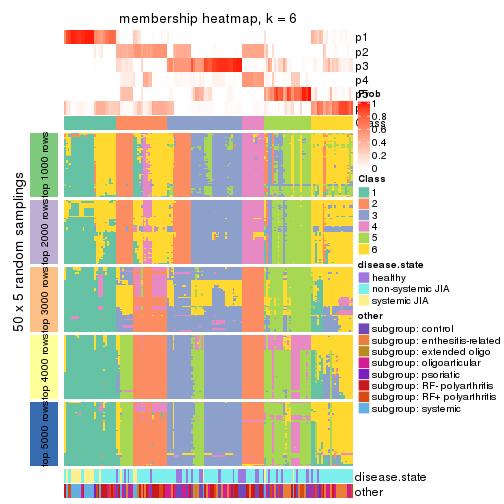 membership heatmap, k = 6
p1
p2
p3
p4
p5
Prob
1
0.8
0.6
0.4
0.2
0
Class
Class
1
2
3
4
5
6
50 x 5 random samplings
top 1000 rows
top 2000 rows
top 3000 rows
top 4000 rows
top 5000 rows
disease.state
healthy
non-systemic JIA
systemic JIA
other
subgroup: control
subgroup: enthesitis-related
subgroup: extended oligo
subgroup: oligoarticular
subgroup: psoriatic
subgroup: RF- polyarthritis
subgroup: RF+ polyarthritis
subgroup: systemic
disease.state
other